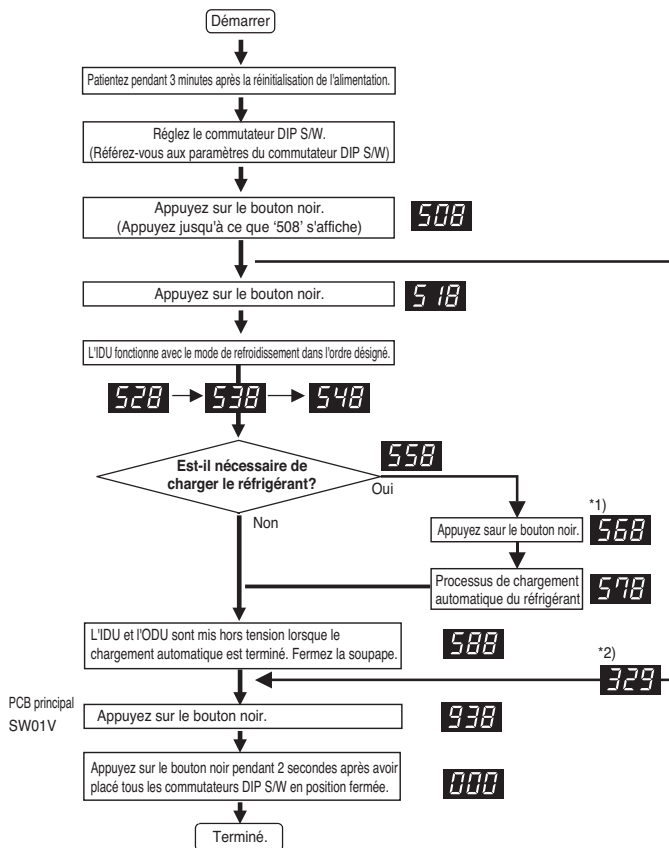 Démarrer
Patientez pendant 3 minutes après la réinitialisation de l'alimentation.
Réglez le commutateur DIP S/W.
(Référez-vous aux paramètres du commutateur DIP S/W)
Appuyez sur le bouton noir.
(Appuyez jusqu'à ce que '508' s'affiche)
508
Appuyez sur le bouton noir.
518
L'IDU fonctionne avec le mode de refroidissement dans l'ordre désigné.
528
538
548
Est-il nécessaire de
charger le réfrigérant?
558
Oui
Non
*1)
Appuyez saur le bouton noir.
568
Processus de chargement
automatique du réfrigérant
578
L'IDU et l'ODU sont mis hors tension lorsque le
chargement automatique est terminé. Fermez la soupape.
588
*2)
329
PCB principal
SW01V
Appuyez sur le bouton noir.
938
Appuyez sur le bouton noir pendant 2 secondes après avoir
placé tous les commutateurs DIP S/W en position fermée.
000
Terminé.